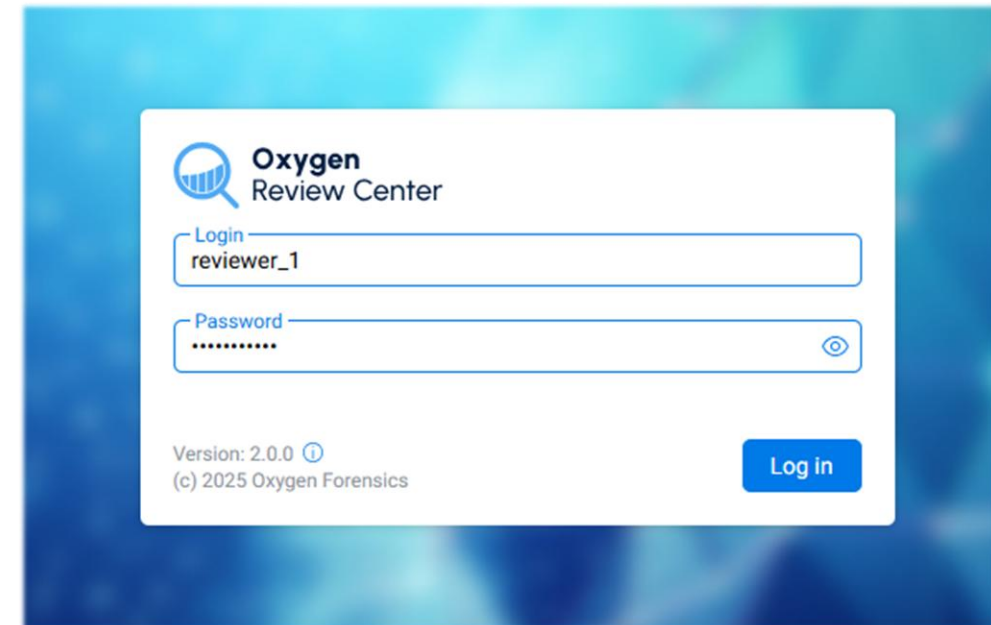 Oxygen
Review Center
Login
reviewer_1
Password
•••••••••••
Version: 2.0.0
(c) 2025 Oxygen Forensics
Log in